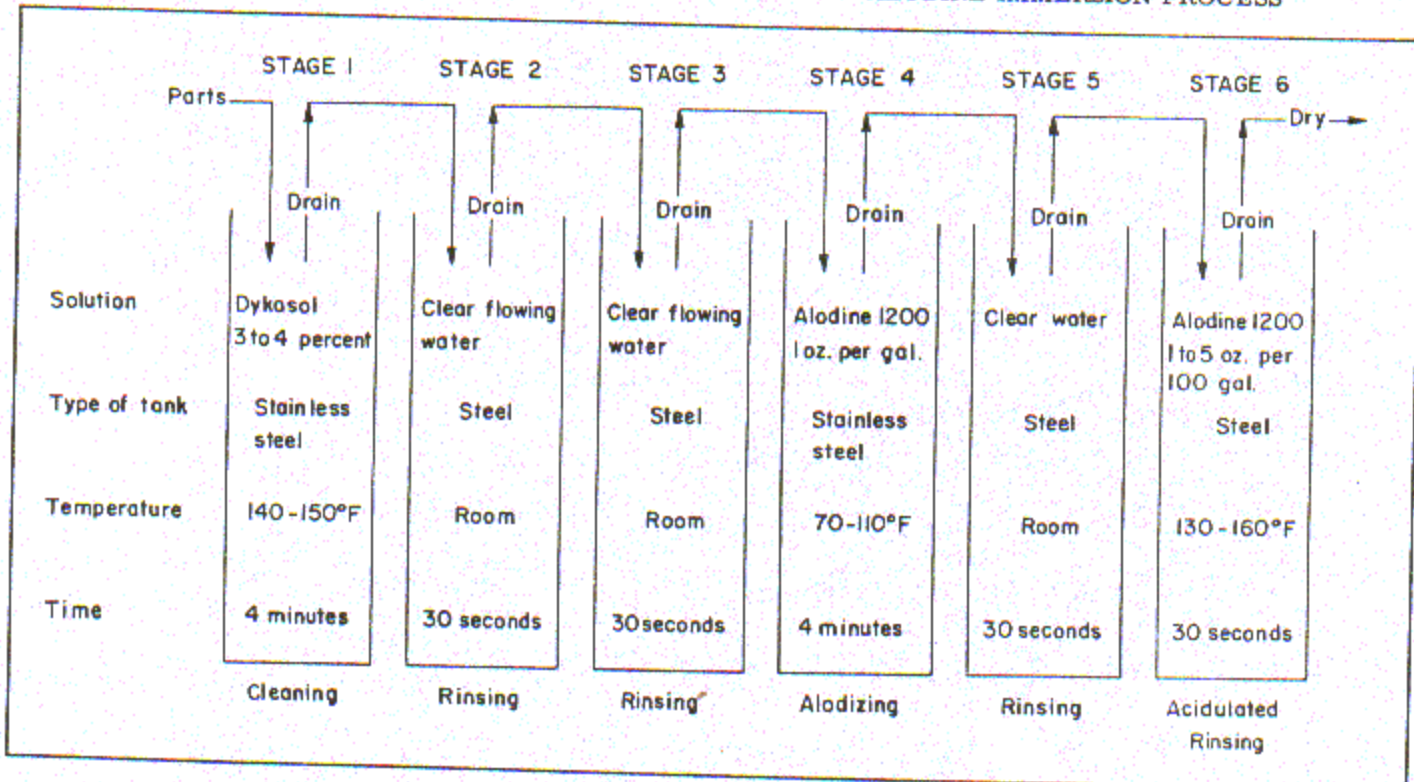 IMMERSION PROCESS
STAGE 1 STAGE 2 STAGE 3 STAGE 4 STAGE 5 STAGE 6
Parts Dry
Drain Drain Drain Drain Drain Drain
Solution Dykasol Clear flowing Clear flowing Alodine 1200 Clear water Alodine 1200
3 to 4 percent water water 1 oz. per gal. 1 to 5 oz. per
100 gal.
Type of tank Stainless Steel Steel Stainless Steel Steel
steel steel
Temperature 140-150°F Room Room 70-110°F Room 130-160°F
Time 4 minutes 30 seconds 30 seconds 4 minutes 30 seconds 30 seconds
Cleaning Rinsing Rinsing Alodizing Rinsing Acidulated
Rinsing